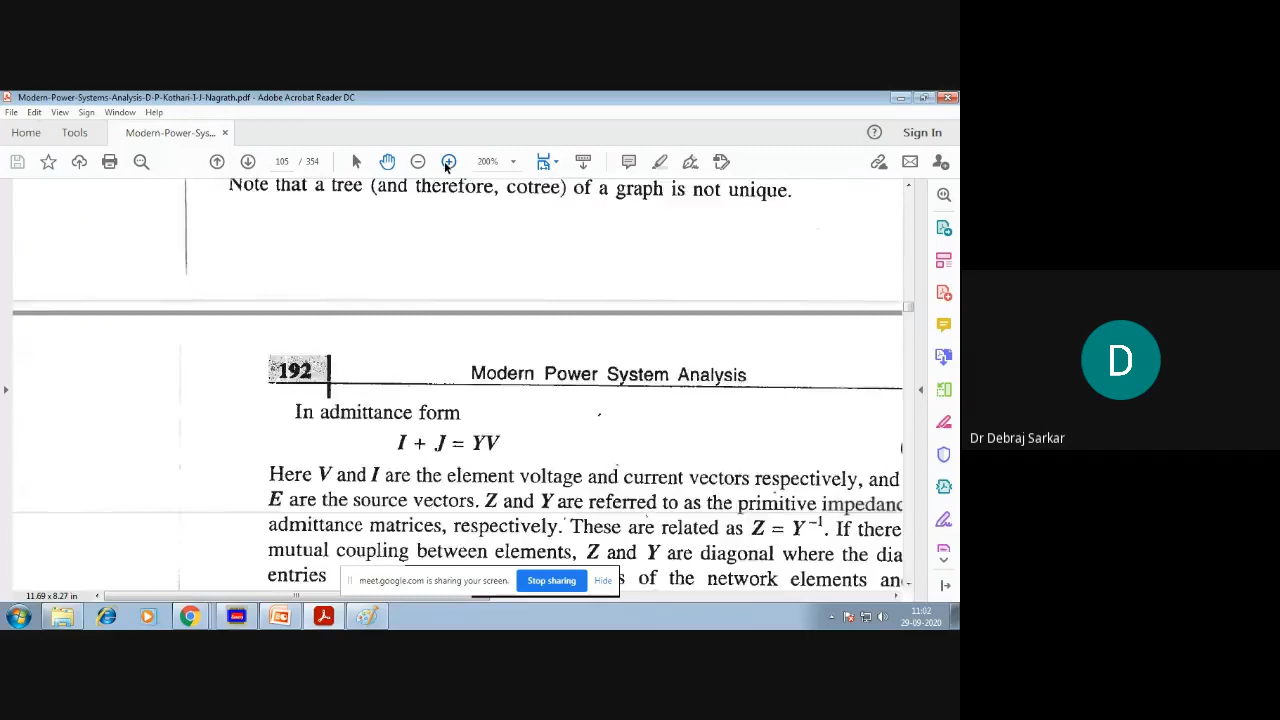 Modern-Power-Systems-Analysis-D-P-Kothari-I-J-Nagrath.pdf - Adobe Acrobat Reader DC
File Edit View Sign Window Help
Home Tools Modern-Power-Sys... × Sign In
105 / 354 200%
Note that a tree (and therefore, cotree) of a graph is not unique.
192 Modern Power System Analysis
In admittance form
I + J = YV
Here V and I are the element voltage and current vectors respectively, and
E are the source vectors. Z and Y are referred to as the primitive impedanc
admittance matrices, respectively. These are related as Z = Y⁻¹. If there
mutual coupling between elements, Z and Y are diagonal where the dia
entries s of the network elements an
meet.google.com is sharing your screen. Stop sharing Hide
11.69 x 8.27 in
11:02
29-09-2020
D
Dr Debraj Sarkar